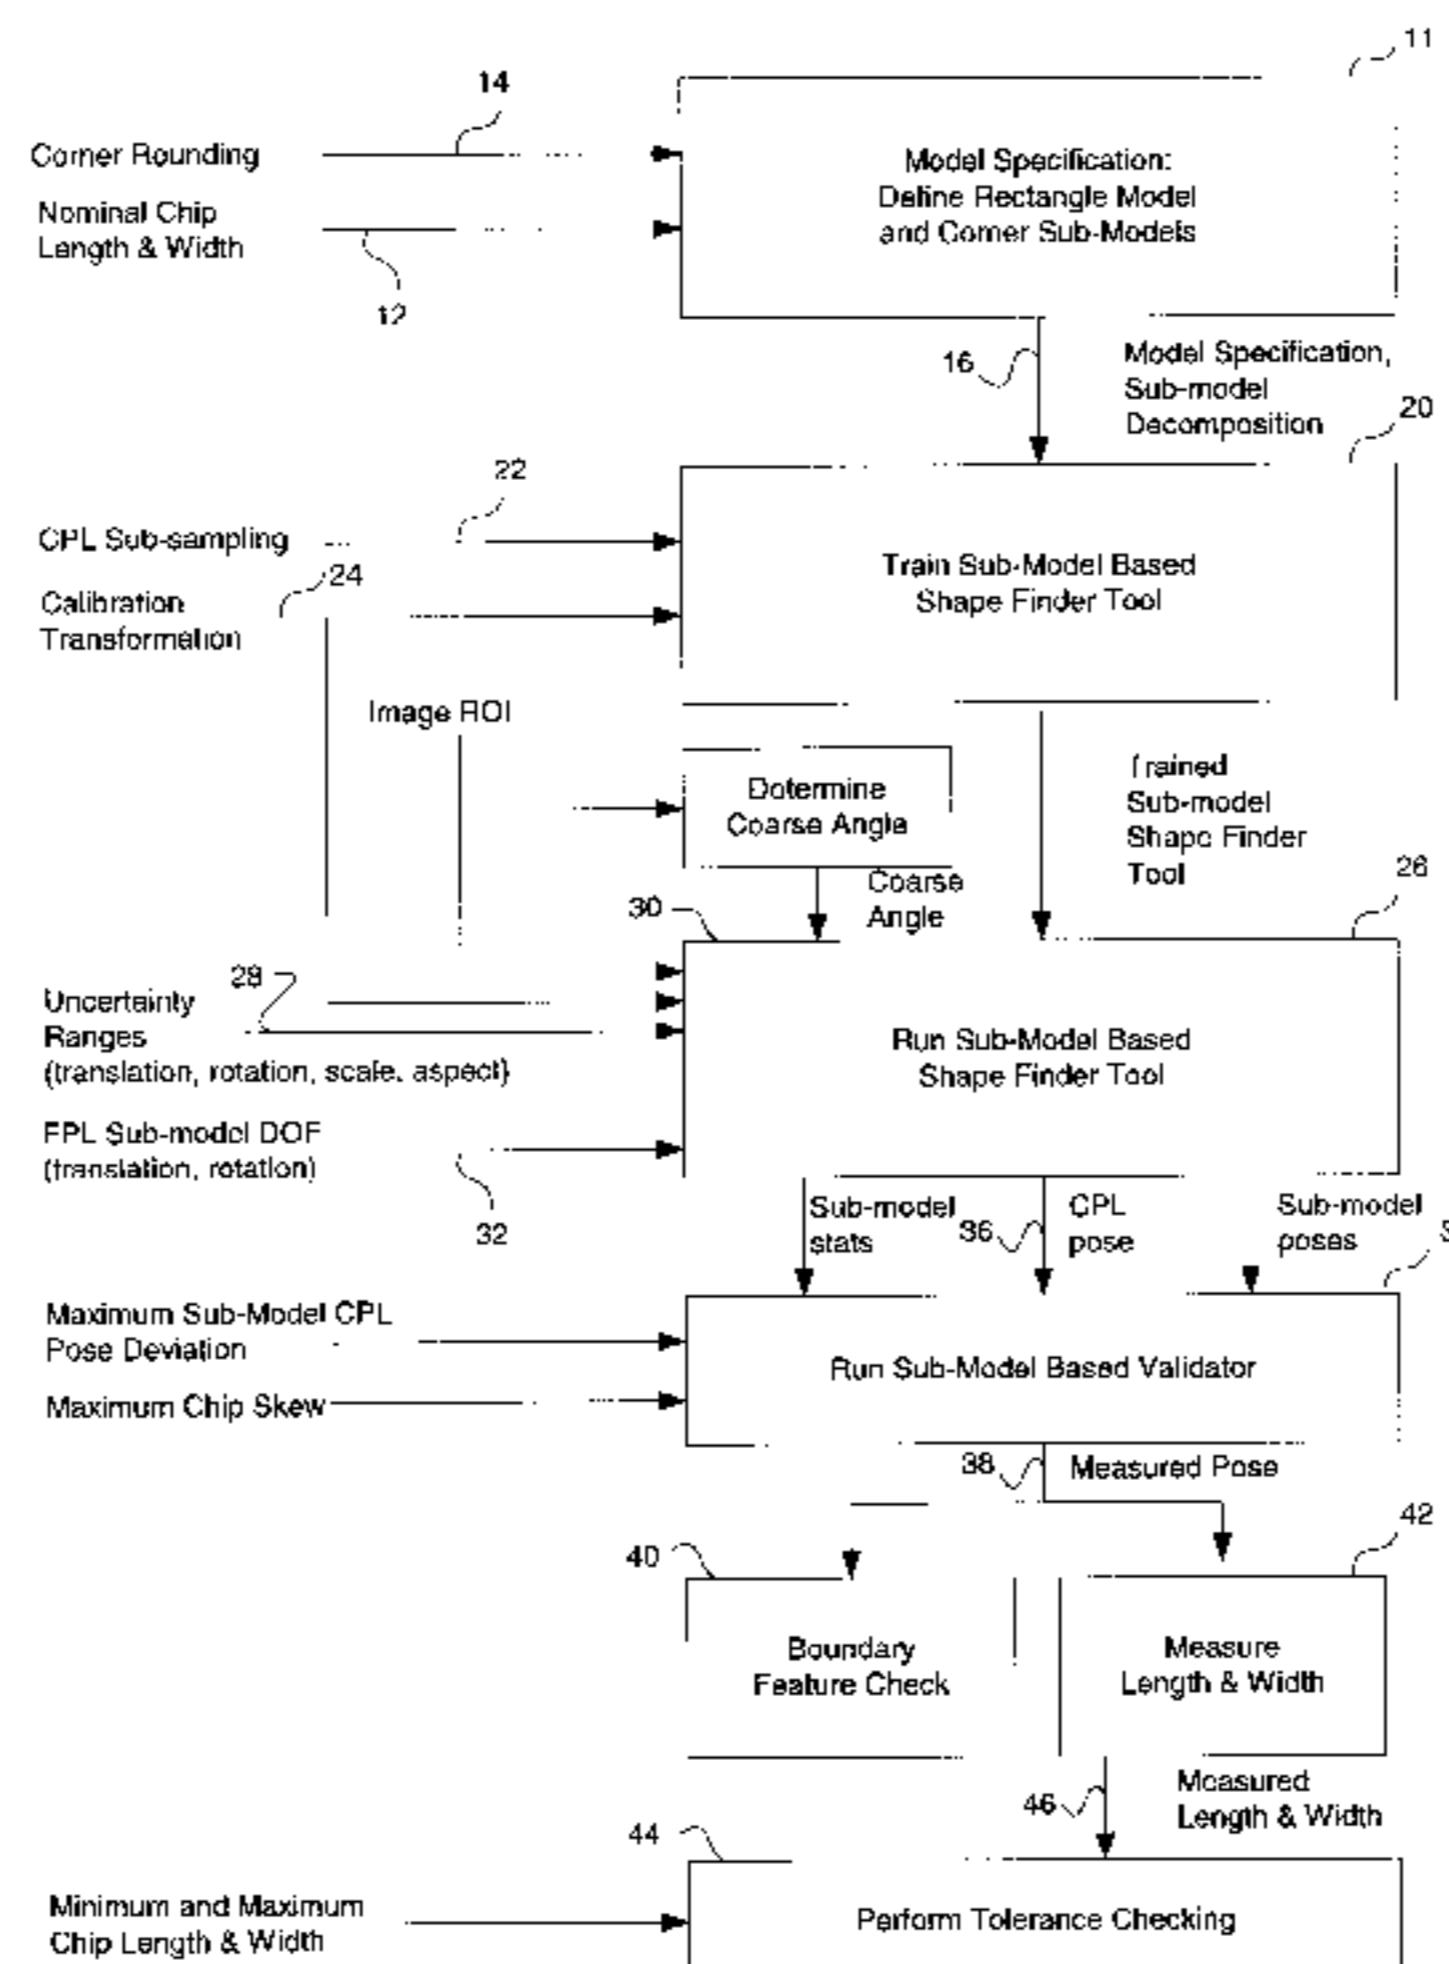 11
14
Corner Rounding
Model Specification:
Define Rectangle Model
and Corner Sub-Models
Nominal Chip
Length & Width
12
16
Model Specification,
Sub-model
Decomposition
20
22
CPL Sub-sampling
24
Calibration
Transformation
Train Sub-Model Based
Shape Finder Tool
Image ROI
Determine
Coarse Angle
Trained
Sub-model
Shape Finder
Tool
Coarse
Angle
26
30
28
Uncertainty
Ranges
(translation, rotation, scale, aspect)
Run Sub-Model Based
Shape Finder Tool
FPL Sub-model DOF
(translation, rotation)
32
Sub-model
stats
36
CPL
pose
Sub-model
poses
3
Maximum Sub-Model CPL
Pose Deviation
Run Sub-Model Based Validator
Maximum Chip Skew
38
Measured Pose
40
42
Boundary
Feature Check
Measure
Length & Width
46
Measured
Length & Width
44
Minimum and Maximum
Chip Length & Width
Perform Tolerance Checking